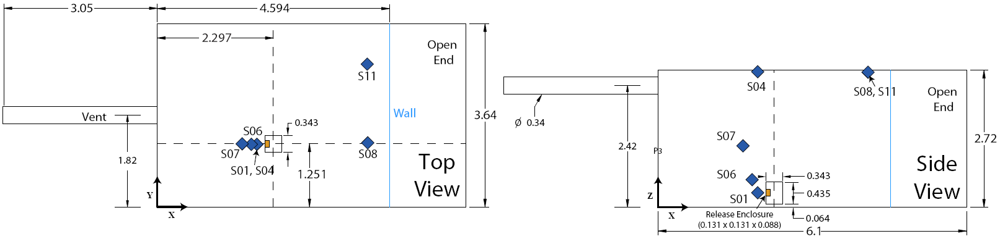 3.05
4.594
2.297
Open
End
S11
Vent
Wall
3.64
S06
0.343
S07
S08
S01, S04
1.82
1.251
Top
View
Y
X
S04
S08, S11
Open
End
Ø 0.34
S07
2.42
P3
2.72
S06
0.343
Side
View
Z
S01
0.435
X
Release Enclosure
(0.131 x 0.131 x 0.088)
0.064
6.1